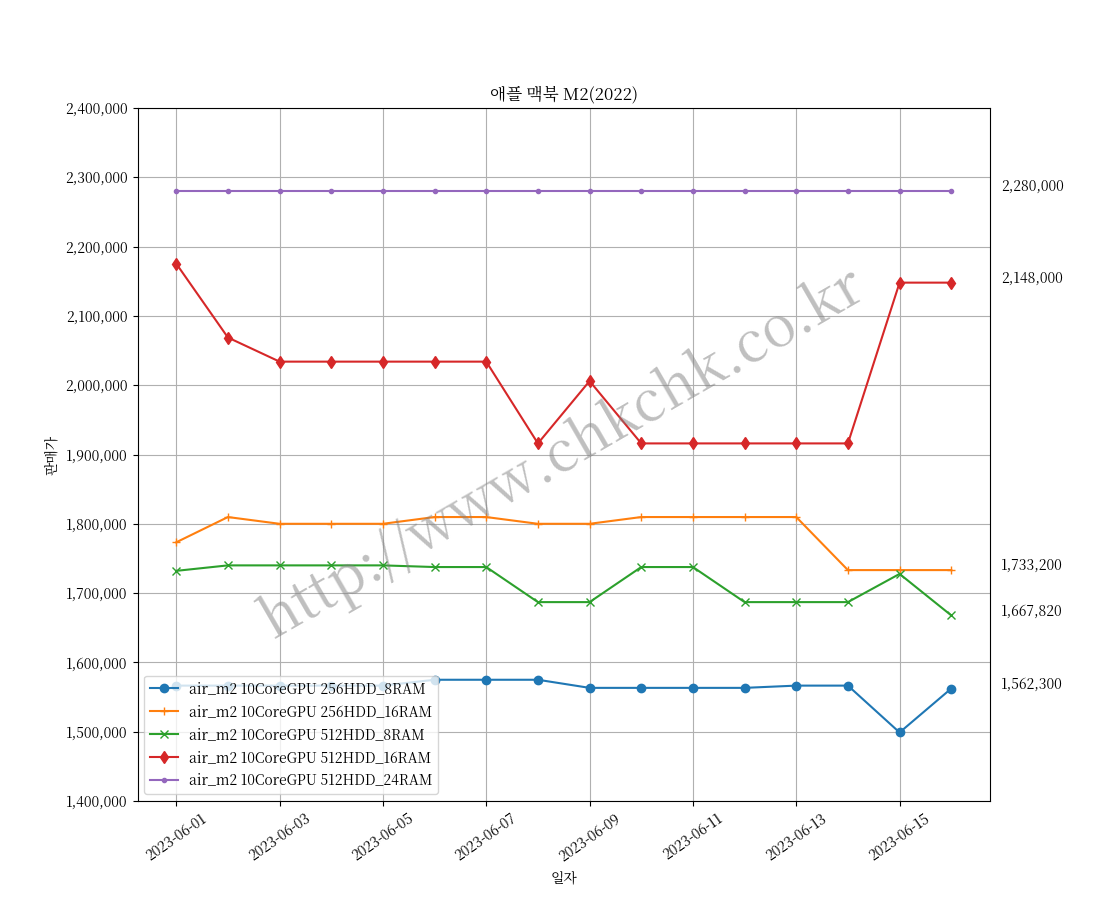 애플 맥북 M2(2022)
2,400,000
2,300,000
2,200,000
2,100,000
2,000,000
1,900,000
1,800,000
1,700,000
1,600,000
1,500,000
1,400,000
판매가
2,280,000
2,148,000
1,733,200
1,667,820
1,562,300
http://www.chkchk.co.kr
air_m2 10CoreGPU 256HDD_8RAM
air_m2 10CoreGPU 256HDD_16RAM
air_m2 10CoreGPU 512HDD_8RAM
air_m2 10CoreGPU 512HDD_16RAM
air_m2 10CoreGPU 512HDD_24RAM
2023-06-01
2023-06-03
2023-06-05
2023-06-07
2023-06-09
2023-06-11
2023-06-13
2023-06-15
일자